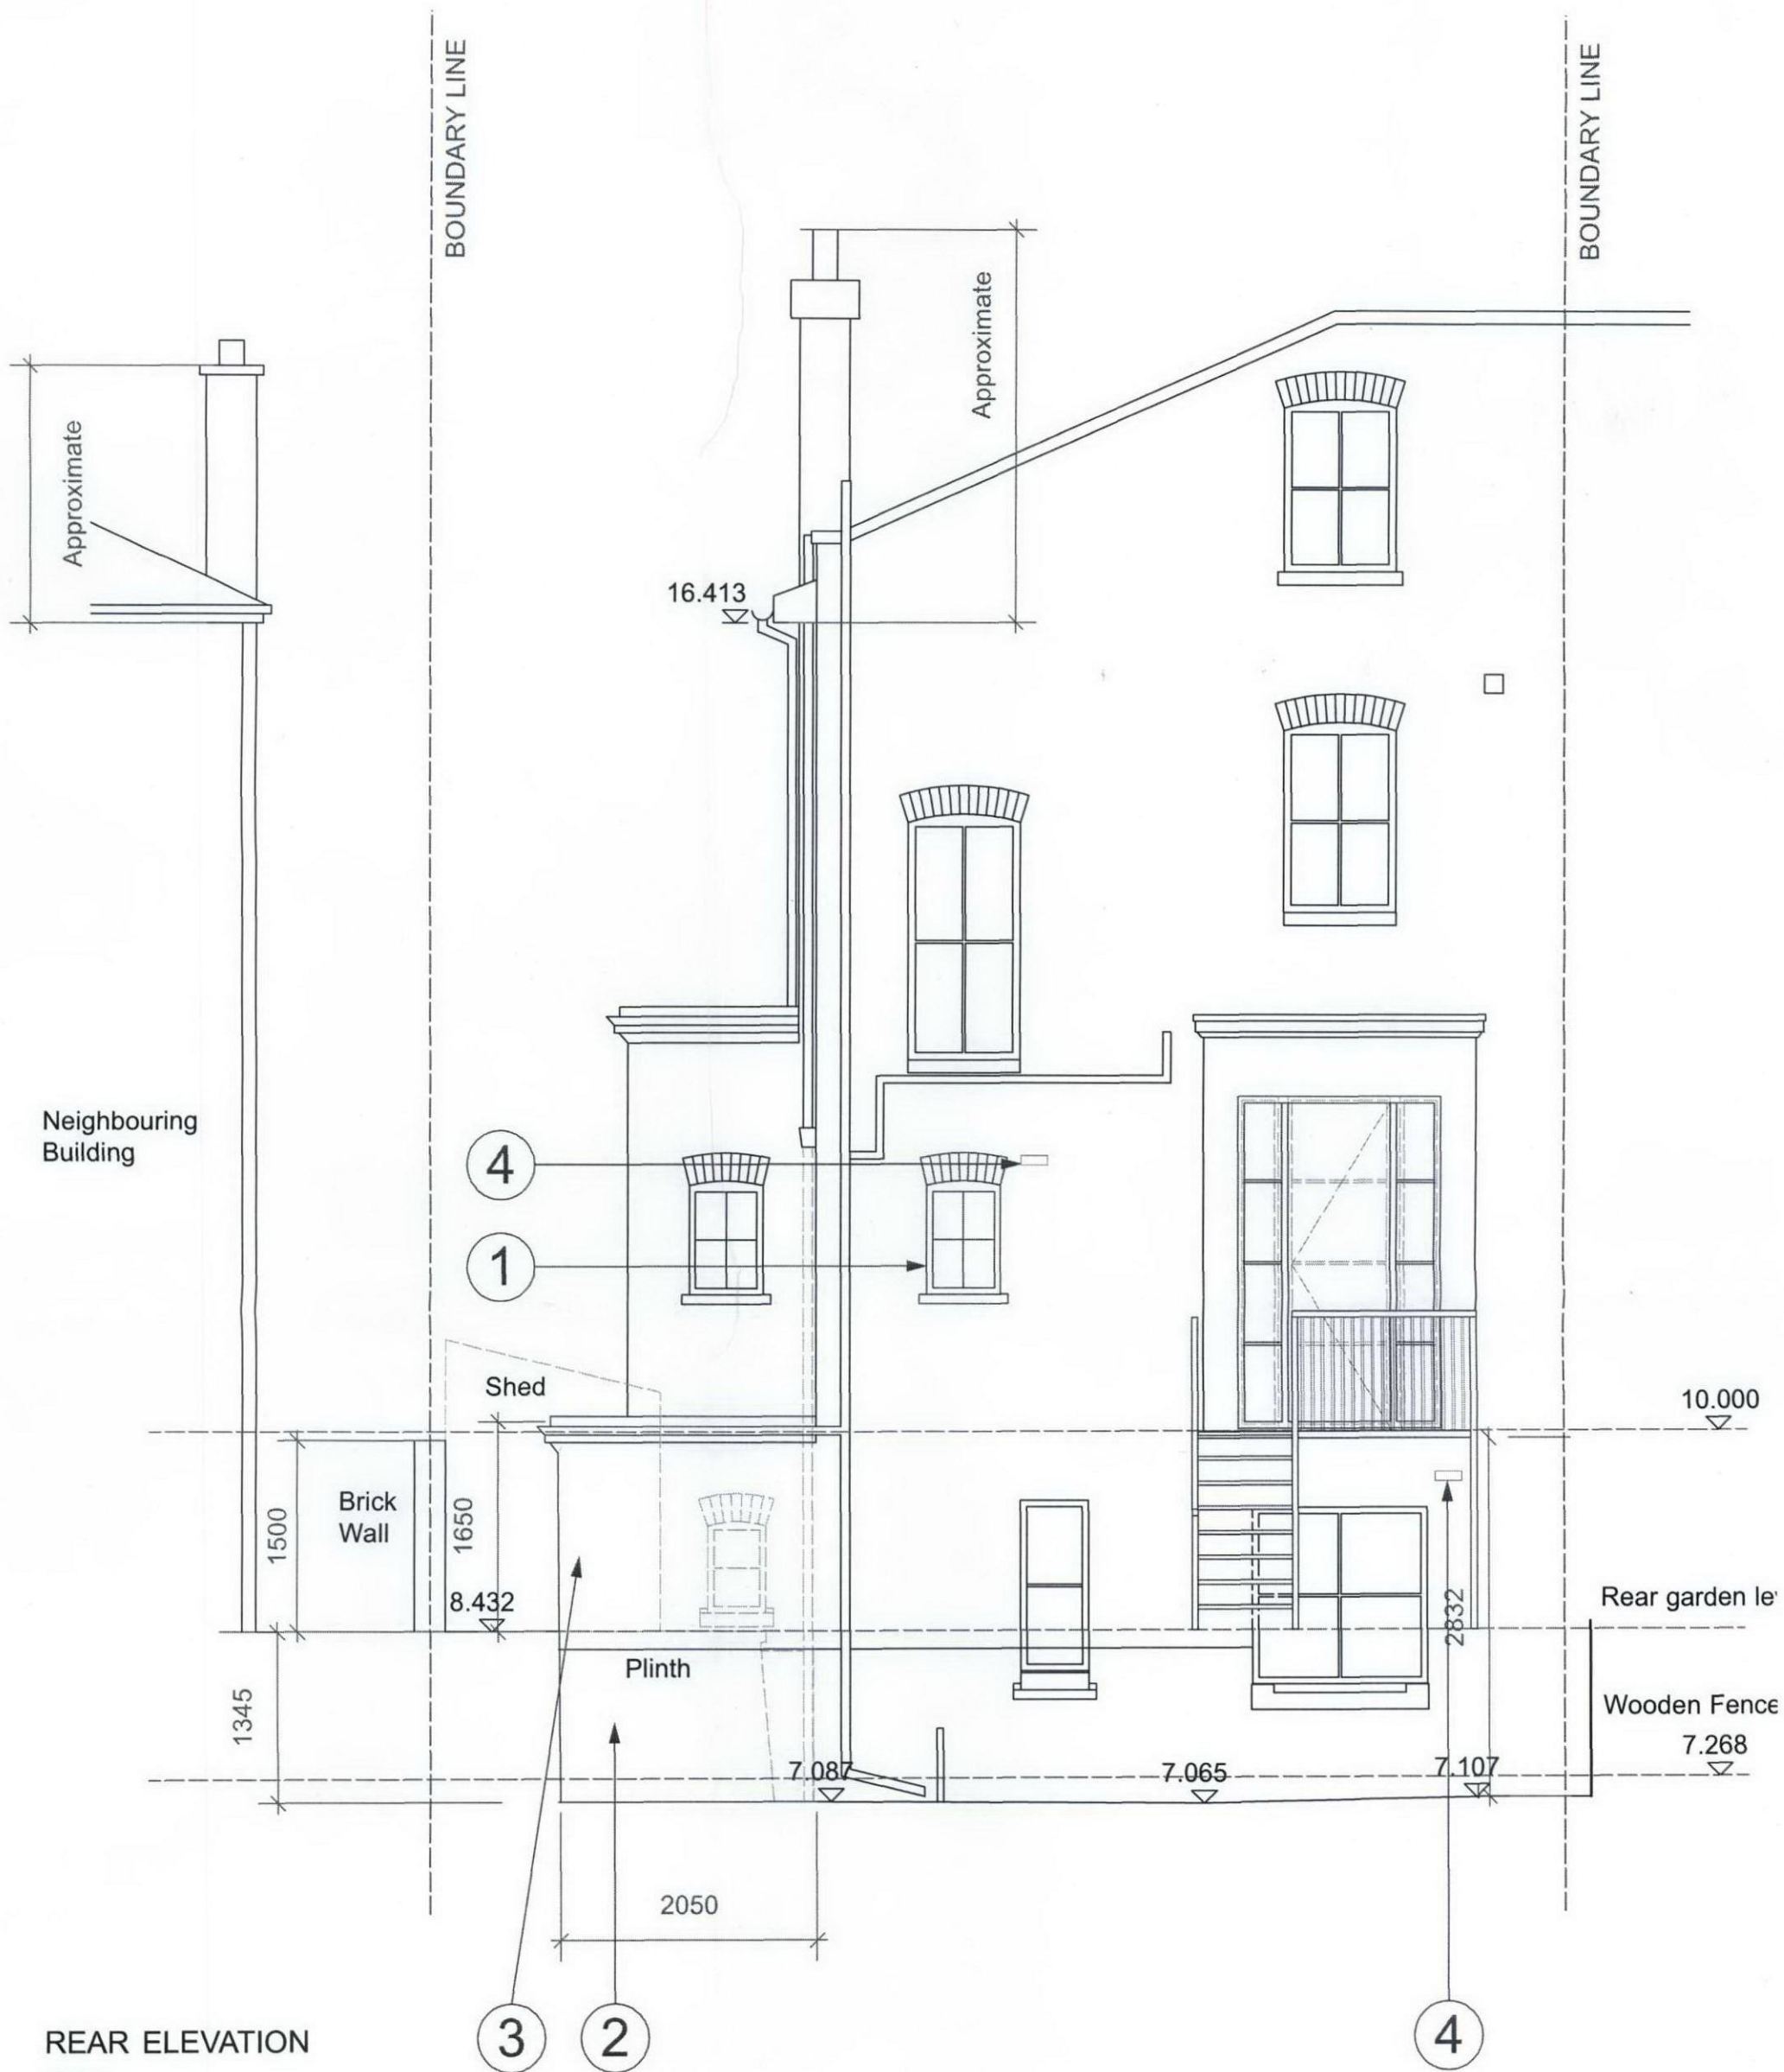 BOUNDARY LINE
BOUNDARY LINE
Approximate
Approximate
16.413
Neighbouring
Building
4
1
Shed
10.000
1500
Brick
Wall
1650
8.432
2832
Rear garden le
Plinth
1345
Wooden Fence
7.268
7.087
7.065
7.107
2050
REAR ELEVATION
3
2
4